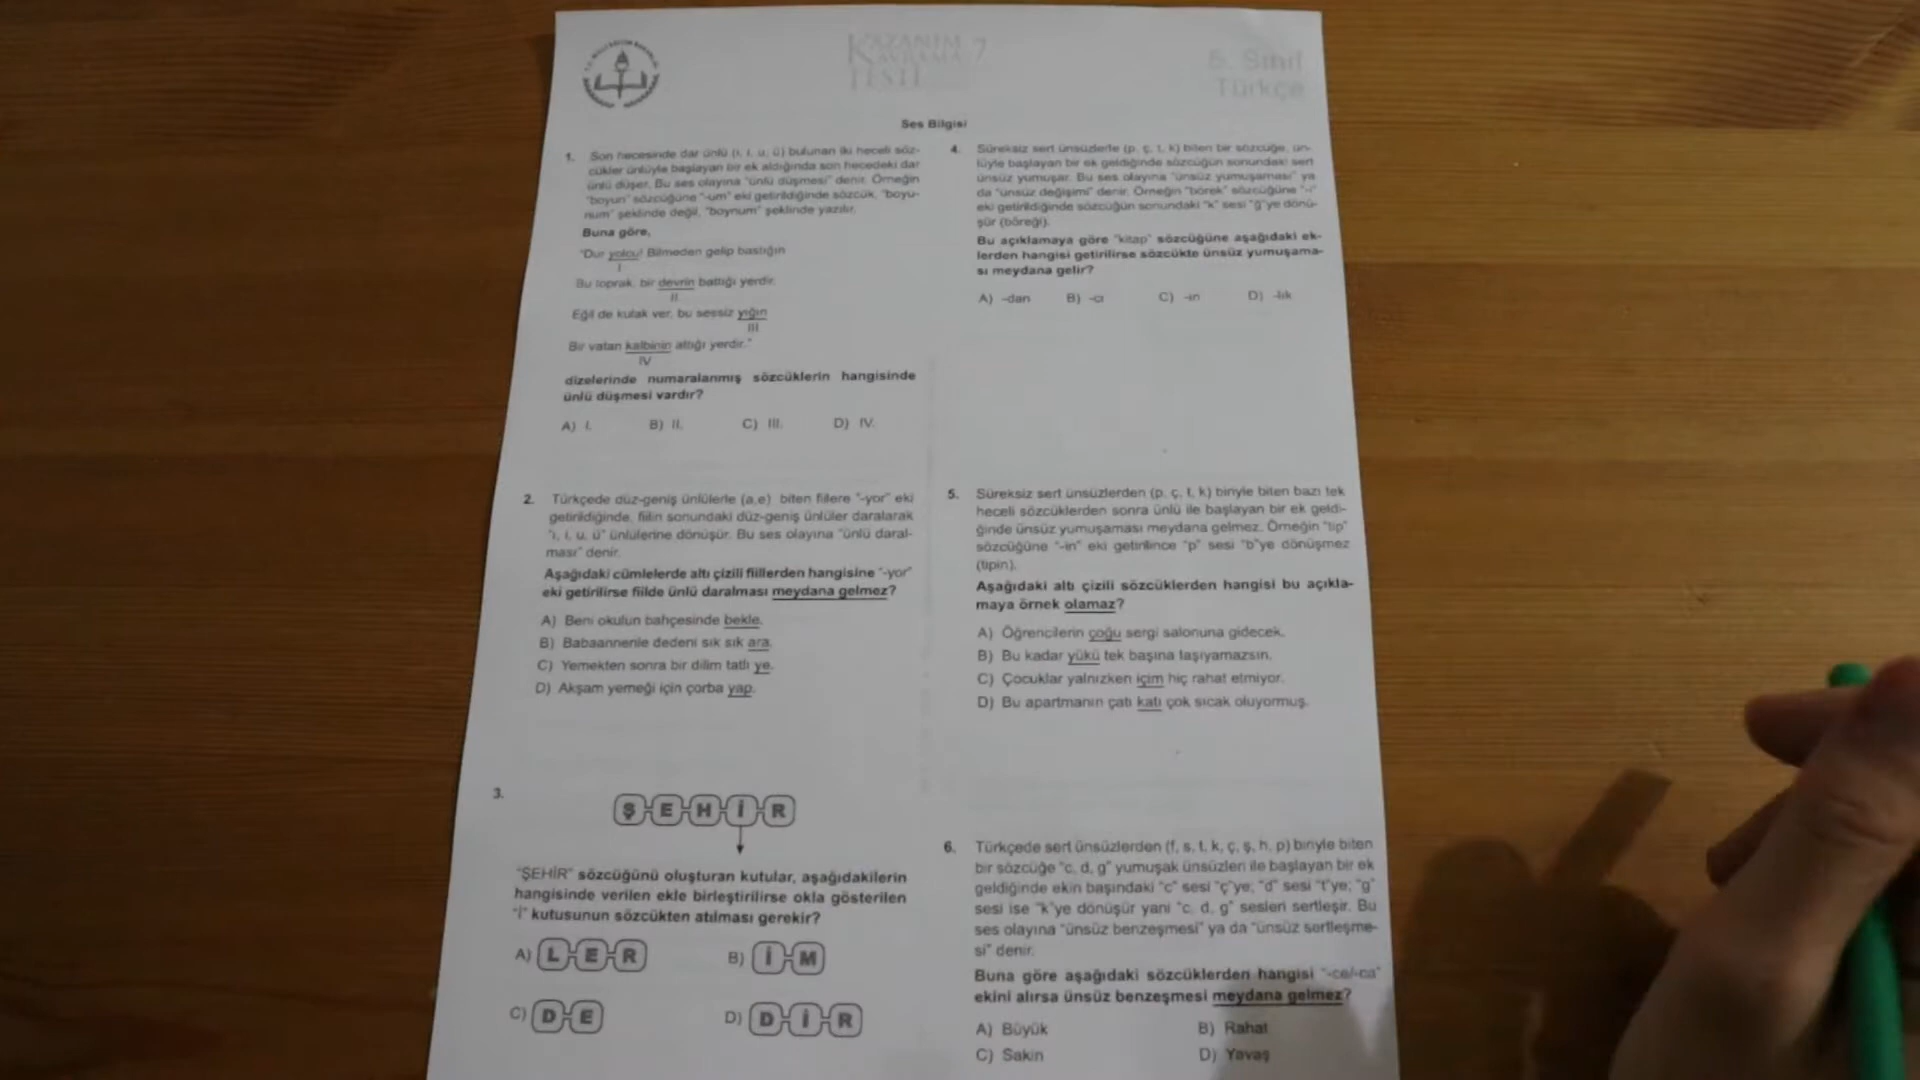 KAZANIM
KAVRAMA 7
TESTİ
6. Sınıf
Türkçe
Ses Bilgisi
1. Son hecesinde dar ünlü (ı, i, u, ü) bulunan iki heceli söz-
cükler ünlüyle başlayan bir ek aldığında son hecedeki dar
ünlü düşer. Bu ses olayına "ünlü düşmesi" denir. Örneğin
"boyun" sözcüğüne "-um" eki getirildiğinde sözcük, "boyu-
num" şeklinde değil, "boynum" şeklinde yazılır.
Buna göre,
"Dur yolcu! Bilmeden gelip bastığın
I
Bu toprak, bir devrin battığı yerdir.
II
Eğil de kulak ver, bu sessiz yığın
III
Bir vatan kalbinin attığı yerdir."
IV
dizelerinde numaralanmış sözcüklerin hangisinde
ünlü düşmesi vardır?
A) I. B) II. C) III. D) IV.
2. Türkçede düz-geniş ünlülerle (a,e) biten fiillere "-yor" eki
getirildiğinde, fiilin sonundaki düz-geniş ünlüler daralarak
"ı, i, u, ü" ünlülerine dönüşür. Bu ses olayına "ünlü daral-
ması" denir.
Aşağıdaki cümlelerde altı çizili fiillerden hangisine "-yor"
eki getirilirse fiilde ünlü daralması meydana gelmez?
A) Beni okulun bahçesinde bekle.
B) Babaannenle dedeni sık sık ara.
C) Yemekten sonra bir dilim tatlı ye.
D) Akşam yemeği için çorba yap.
3.
ŞEHİR
"ŞEHİR" sözcüğünü oluşturan kutular, aşağıdakilerin
hangisinde verilen ekle birleştirilirse okla gösterilen
"İ" kutusunun sözcükten atılması gerekir?
A) LER B) İM
C) DE D) DİR
4. Süreksiz sert ünsüzlerle (p, ç, t, k) biten bir sözcüğe, ün-
lüyle başlayan bir ek geldiğinde sözcüğün sonundaki sert
ünsüz yumuşar. Bu ses olayına "ünsüz yumuşaması" ya
da "ünsüz değişimi" denir. Örneğin "börek" sözcüğüne "-i"
eki getirildiğinde sözcüğün sonundaki "k" sesi "ğ"ye dönü-
şür (böreği).
Bu açıklamaya göre "kitap" sözcüğüne aşağıdaki ek-
lerden hangisi getirilirse sözcükte ünsüz yumuşama-
sı meydana gelir?
A) -dan B) -cı C) -ın D) -lık
5. Süreksiz sert ünsüzlerden (p, ç, t, k) biriyle biten bazı tek
heceli sözcüklerden sonra ünlü ile başlayan bir ek geldi-
ğinde ünsüz yumuşaması meydana gelmez. Örneğin "tip"
sözcüğüne "-in" eki getirilince "p" sesi "b"ye dönüşmez
(tipin).
Aşağıdaki altı çizili sözcüklerden hangisi bu açıkla-
maya örnek olamaz?
A) Öğrencilerin çoğu sergi salonuna gidecek.
B) Bu kadar yükü tek başına taşıyamazsın.
C) Çocuklar yalnızken içim hiç rahat etmiyor.
D) Bu apartmanın çatı katı çok sıcak oluyormuş.
6. Türkçede sert ünsüzlerden (f, s, t, k, ç, ş, h, p) biriyle biten
bir sözcüğe "c, d, g" yumuşak ünsüzleri ile başlayan bir ek
geldiğinde ekin başındaki "c" sesi "ç"ye; "d" sesi "t"ye; "g"
sesi ise "k"ye dönüşür yani "c, d, g" sesleri sertleşir. Bu
ses olayına "ünsüz benzeşmesi" ya da "ünsüz sertleşme-
si" denir.
Buna göre aşağıdaki sözcüklerden hangisi "-ce/-ca"
ekini alırsa ünsüz benzeşmesi meydana gelmez?
A) Büyük B) Rahat
C) Sakin D) Yavaş